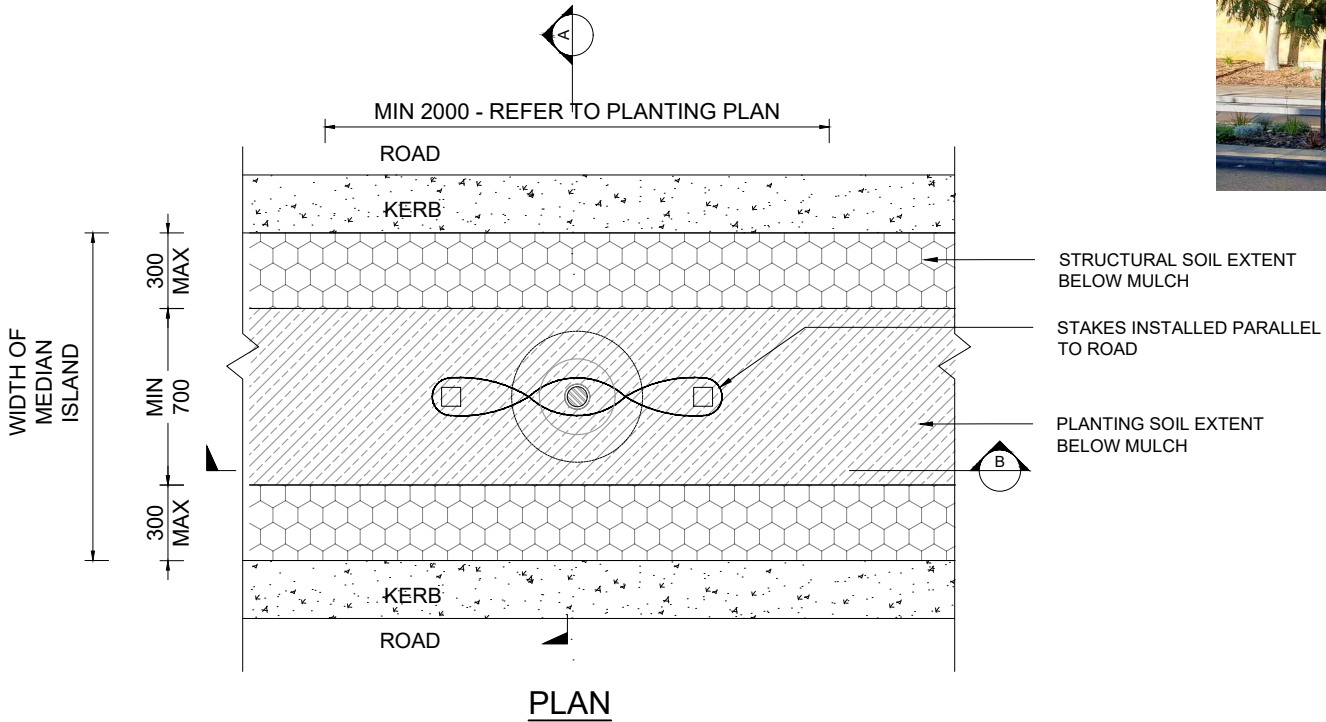 A
MIN 2000 - REFER TO PLANTING PLAN
ROAD
KERB
300
MAX
STRUCTURAL SOIL EXTENT
BELOW MULCH
STAKES INSTALLED PARALLEL
TO ROAD
WIDTH OF
MEDIAN
ISLAND
MIN
700
PLANTING SOIL EXTENT
BELOW MULCH
B
300
MAX
KERB
ROAD
PLAN